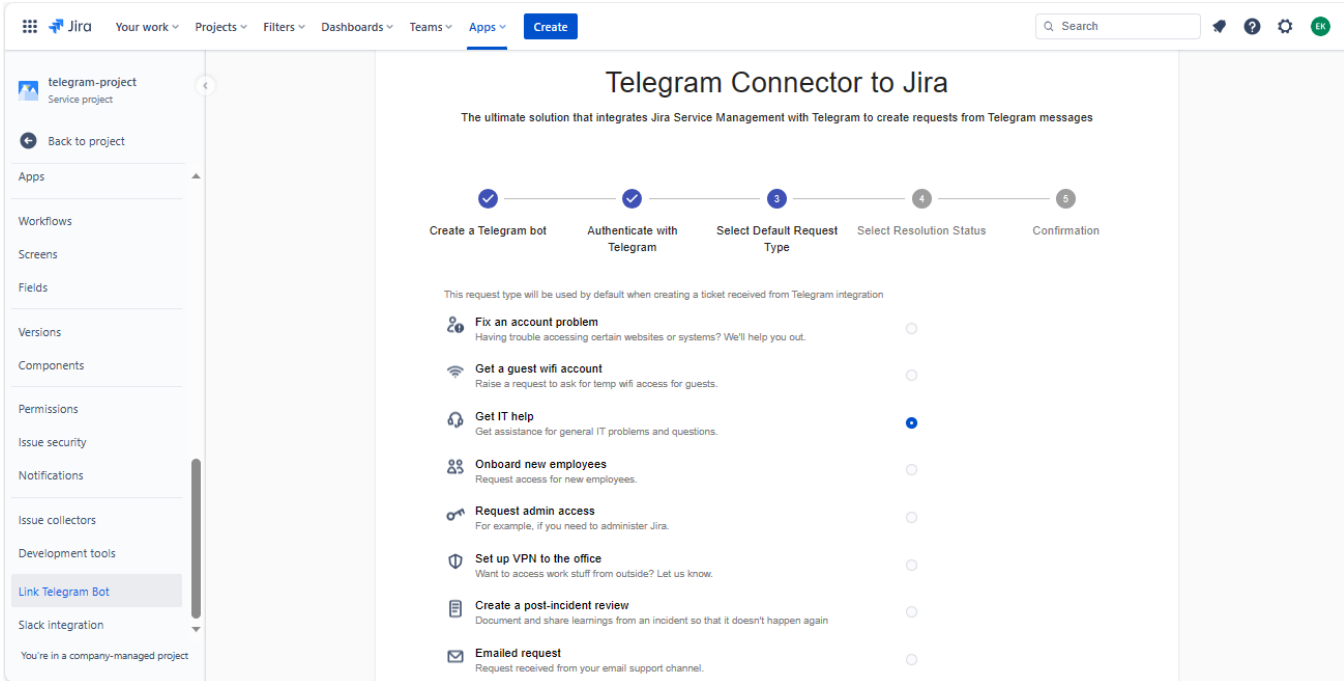 Jira
Your work
Projects
Filters
Dashboards
Teams
Apps
Create
Search
EK
telegram-project
Service project
Back to project
Apps
Workflows
Screens
Fields
Versions
Components
Permissions
Issue security
Notifications
Issue collectors
Development tools
Link Telegram Bot
Slack integration
You're in a company-managed project
Telegram Connector to Jira
The ultimate solution that integrates Jira Service Management with Telegram to create requests from Telegram messages
3
4
5
Create a Telegram bot
Authenticate with
Telegram
Select Default Request
Type
Select Resolution Status
Confirmation
This request type will be used by default when creating a ticket received from Telegram integration
Fix an account problem
Having trouble accessing certain websites or systems? We'll help you out.
Get a guest wifi account
Raise a request to ask for temp wifi access for guests.
Get IT help
Get assistance for general IT problems and questions.
Onboard new employees
Request access for new employees.
Request admin access
For example, if you need to administer Jira.
Set up VPN to the office
Want to access work stuff from outside? Let us know.
Create a post-incident review
Document and share learnings from an incident so that it doesn't happen again
Emailed request
Request received from your email support channel.